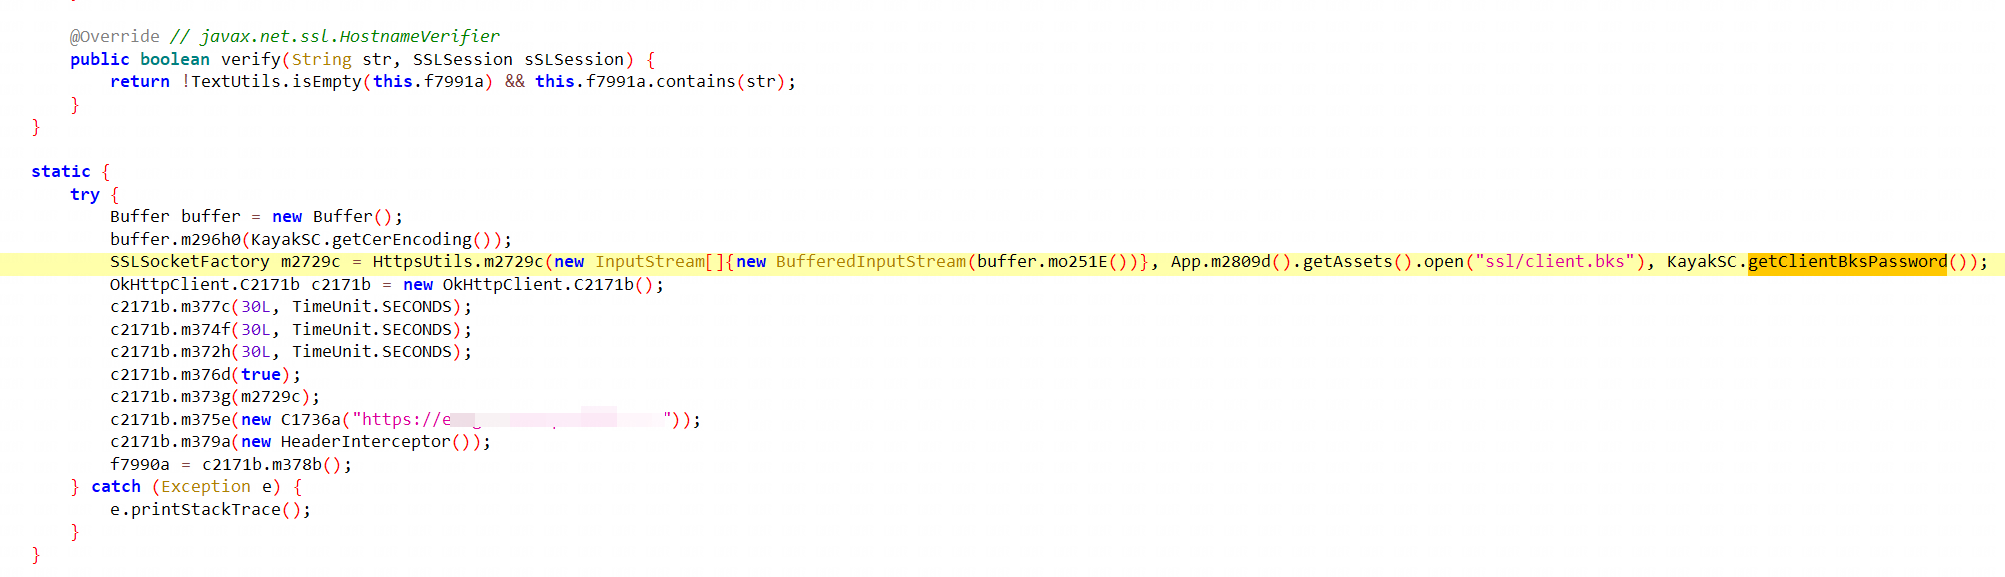 }
@Override // javax.net.ssl.HostnameVerifier
public boolean verify(String str, SSLSession sSLSession) {
return !TextUtils.isEmpty(this.f7991a) && this.f7991a.contains(str);
}
}
static {
try {
Buffer buffer = new Buffer();
buffer.m296h0(KayakSC.getCerEncoding());
SSLSocketFactory m2729c = HttpsUtils.m2729c(new InputStream[]{new BufferedInputStream(buffer.mo251E())}, App.m2809d().getAssets().open("ssl/client.bks"), KayakSC.getClientBksPassword());
OkHttpClient.C2171b c2171b = new OkHttpClient.C2171b();
c2171b.m377c(30L, TimeUnit.SECONDS);
c2171b.m374f(30L, TimeUnit.SECONDS);
c2171b.m372h(30L, TimeUnit.SECONDS);
c2171b.m376d(true);
c2171b.m373g(m2729c);
c2171b.m375e(new C1736a("https://e"));
c2171b.m379a(new HeaderInterceptor());
f7990a = c2171b.m378b();
} catch (Exception e) {
e.printStackTrace();
}
}